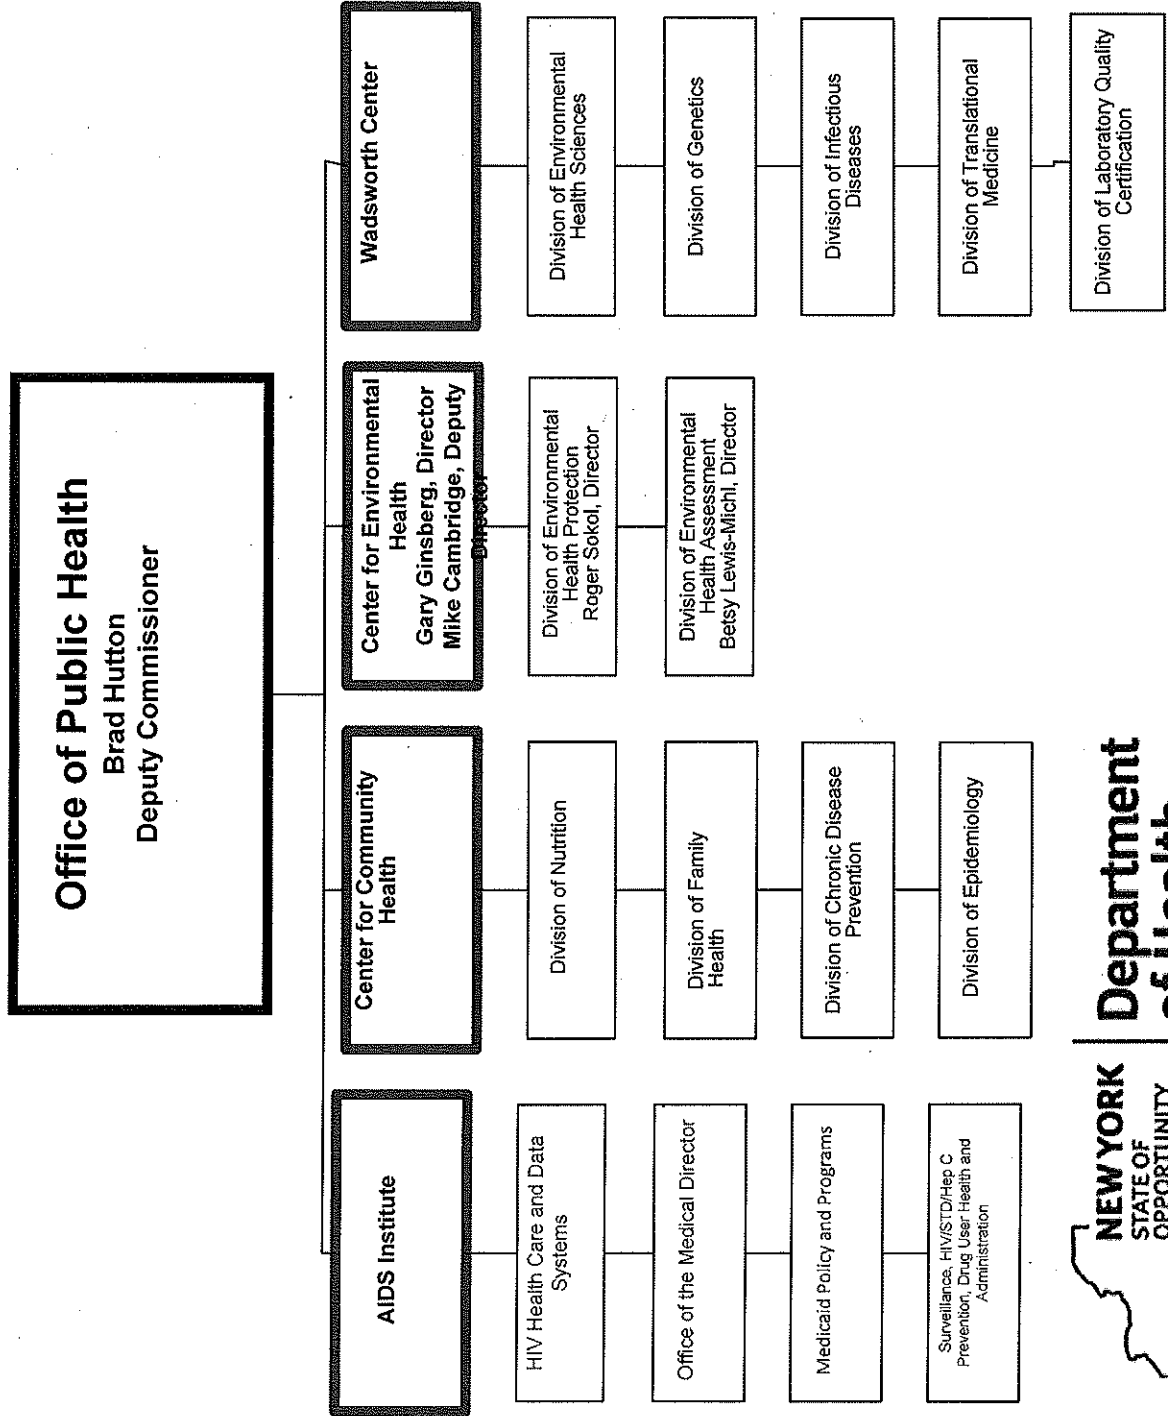 Office of Public Health
Brad Hutton
Deputy Commissioner
AIDS Institute
HIV Health Care and Data
Systems
Office of the Medical Director
Medicaid Policy and Programs
Surveillance, HIV/STD/Hep C
Prevention, Drug User Health and
Administration
Center for Community
Health
Division of Nutrition
Division of Family
Health
Division of Chronic Disease
Prevention
Division of Epidemiology
Center for Environmental
Health
Gary Ginsberg, Director
Mike Cambridge, Deputy
Director
Division of Environmental
Health Protection
Roger Sokol, Director
Division of Environmental
Health Assessment
Betsy Lewis-Michl, Director
Wadsworth Center
Division of Environmental
Health Sciences
Division of Genetics
Division of Infectious
Diseases
Division of Translational
Medicine
Division of Laboratory Quality
Certification
NEW YORK
STATE OF
OPPORTUNITY
Department
of Health